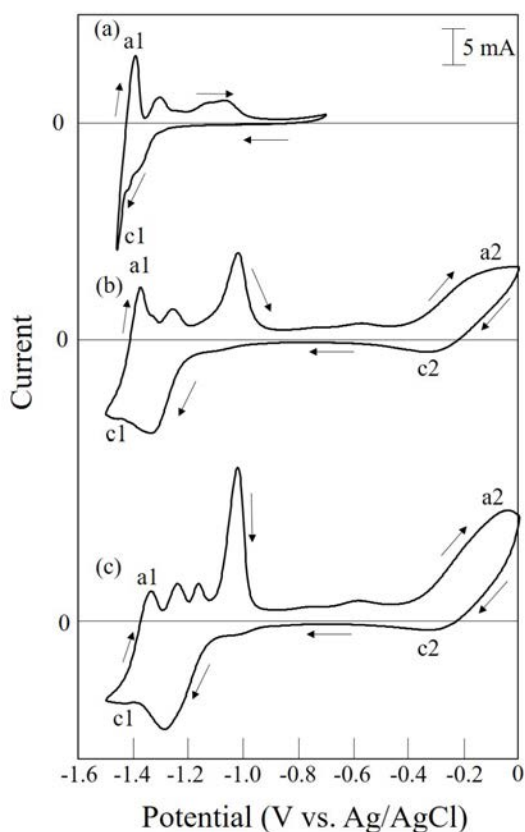 (a)
a1
5 mA
0
c1
a1
(b)
a2
0
c1
c2
Current
a2
(c)
a1
0
c1
c2
-1.6 -1.4 -1.2 -1.0 -0.8 -0.6 -0.4 -0.2 0
Potential (V vs. Ag/AgCl)